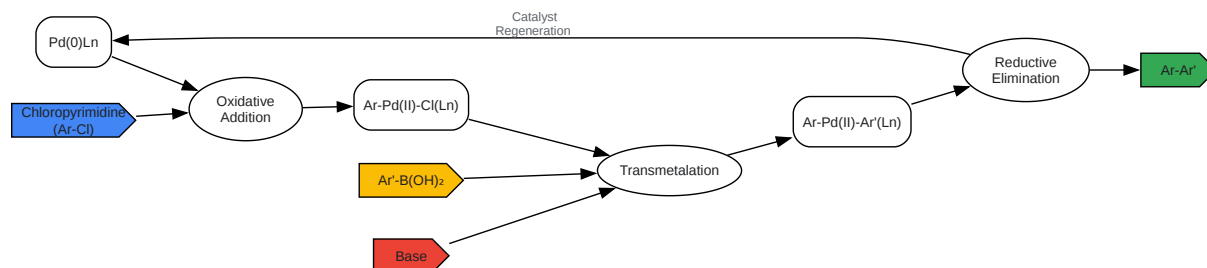 Catalyst
Regeneration
Pd(0)Ln
Chloropyrimidine
(Ar-Cl)
Oxidative
Addition
Ar-Pd(II)-Cl(Ln)
Ar'-B(OH)₂
Base
Transmetalation
Ar-Pd(II)-Ar'(Ln)
Reductive
Elimination
Ar-Ar'